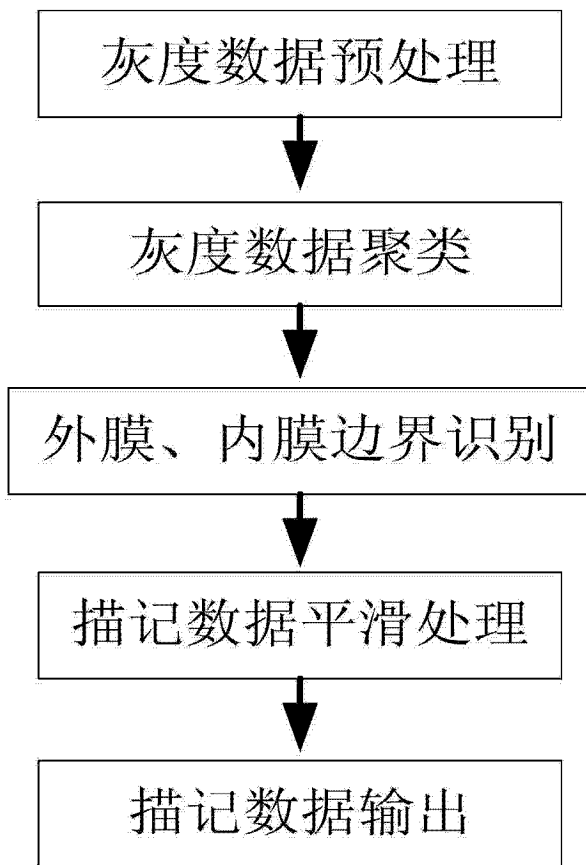 灰度数据预处理
灰度数据聚类
外膜、内膜边界识别
描记数据平滑处理
描记数据输出